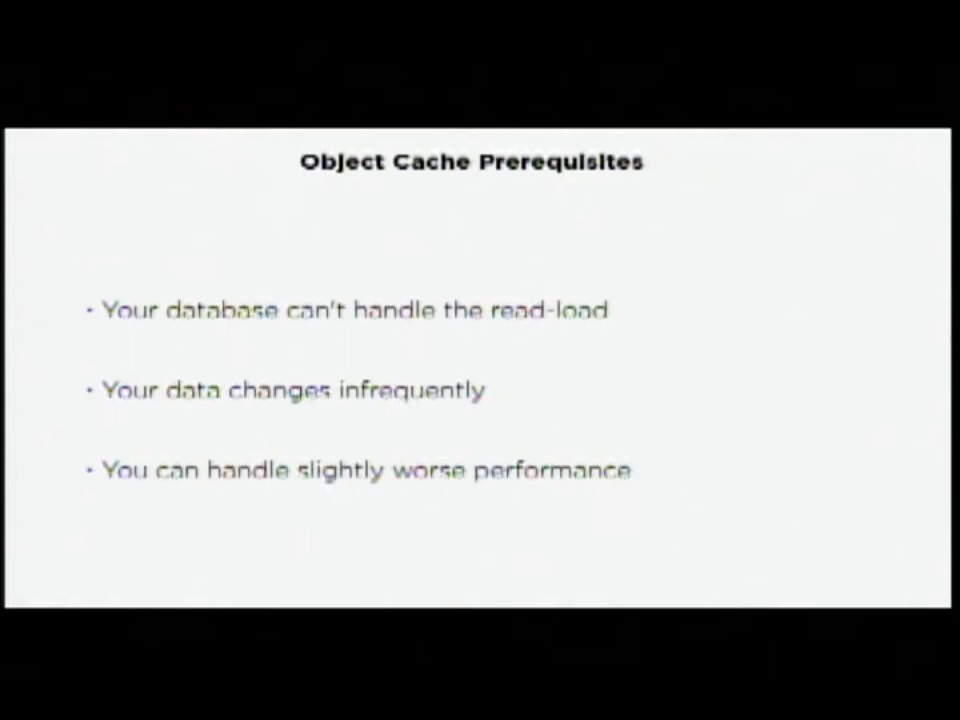 Object Cache Prerequisites
· Your database can't handle the read-load
· Your data changes infrequently
· You can handle slightly worse performance